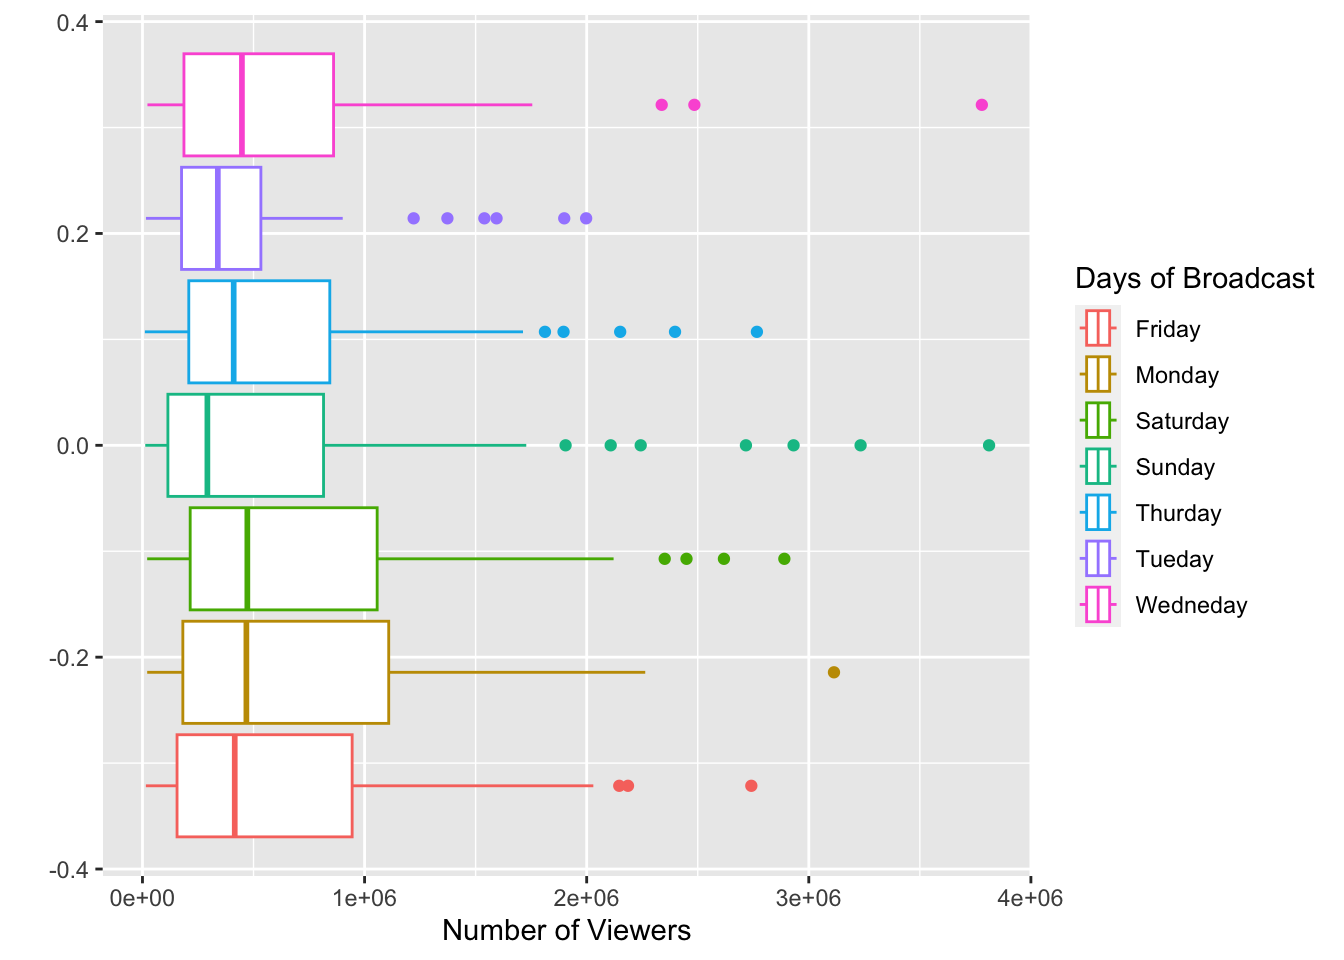 0.4
0.2
0.0
-0.2
-0.4
0e+00 1e+06 2e+06 3e+06 4e+06
Number of Viewers
Days of Broadcast
Friday
Monday
Saturday
Sunday
Thurday
Tueday
Wedneday